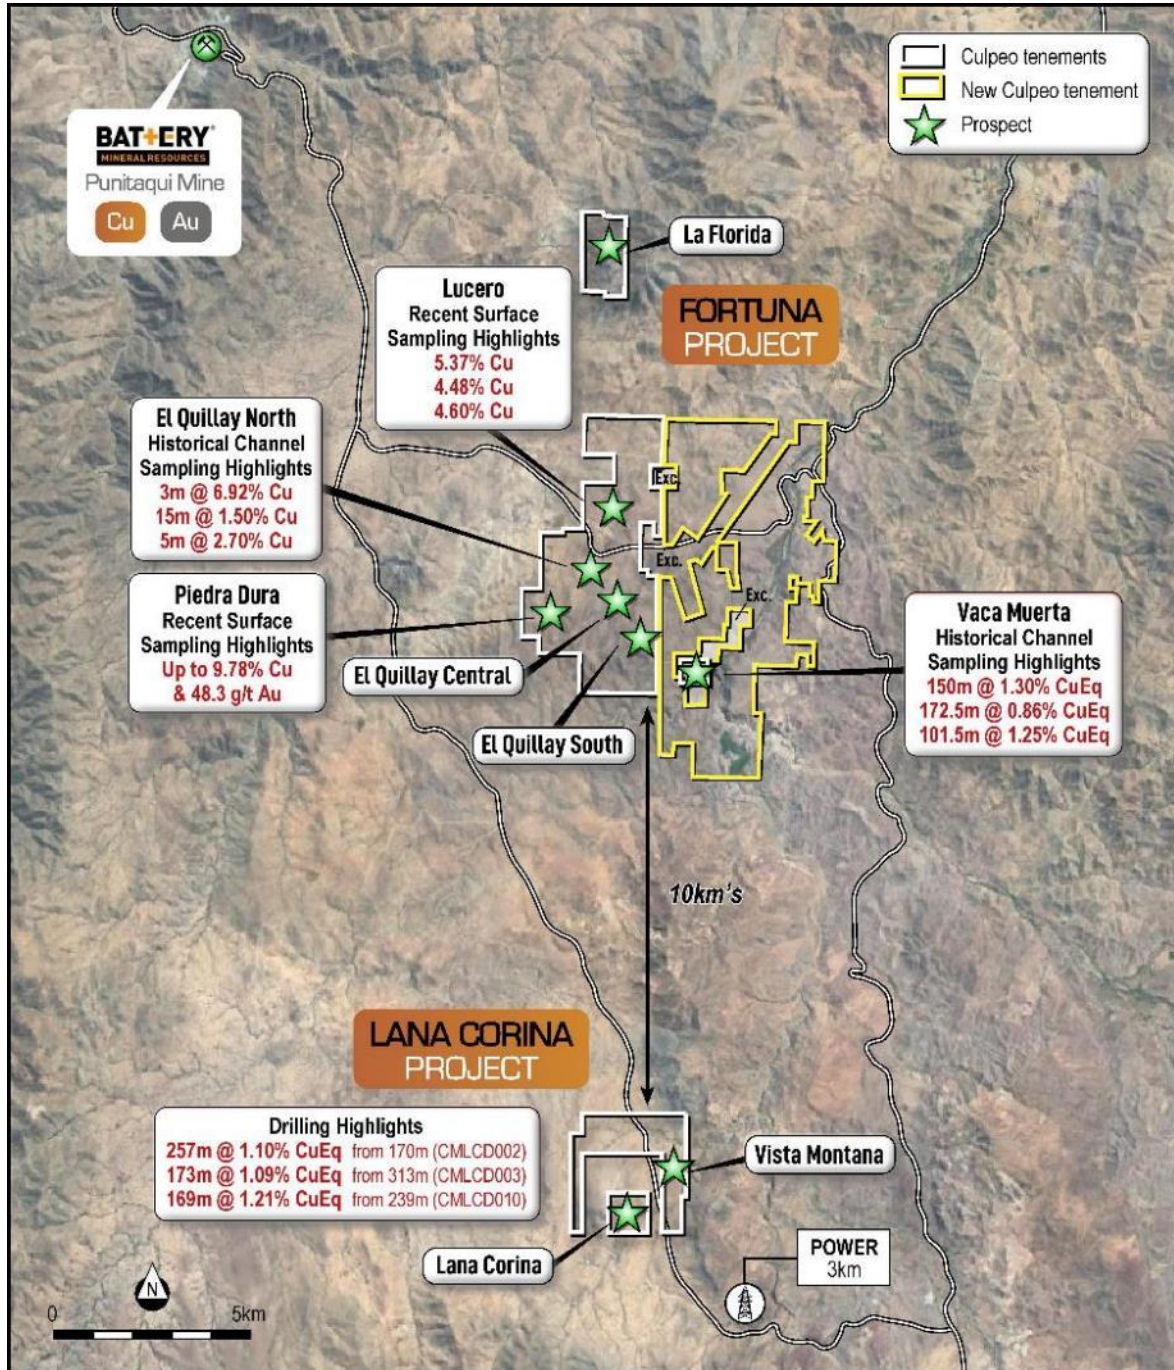 Culpeo tenements
New Culpeo tenement
Prospect
BATTERY
MINERAL RESOURCES
Punitaqui Mine
Cu
Au
La Florida
FORTUNA
PROJECT
Lucero
Recent Surface
Sampling Highlights
5.37% Cu
4.48% Cu
4.60% Cu
El Quillay North
Historical Channel
Sampling Highlights
3m @ 6.92% Cu
15m @ 1.50% Cu
5m @ 2.70% Cu
Exc.
Exc.
Exc.
Piedra Dura
Recent Surface
Sampling Highlights
Up to 9.78% Cu
& 48.3 g/t Au
El Quillay Central
El Quillay South
Vaca Muerta
Historical Channel
Sampling Highlights
150m @ 1.30% CuEq
172.5m @ 0.86% CuEq
101.5m @ 1.25% CuEq
10km's
LANA CORINA
PROJECT
Drilling Highlights
257m @ 1.10% CuEq from 170m (CMLCD002)
173m @ 1.09% CuEq from 313m (CMLCD003)
169m @ 1.21% CuEq from 239m (CMLCD010)
Vista Montana
Lana Corina
POWER
3km
N
0 5km